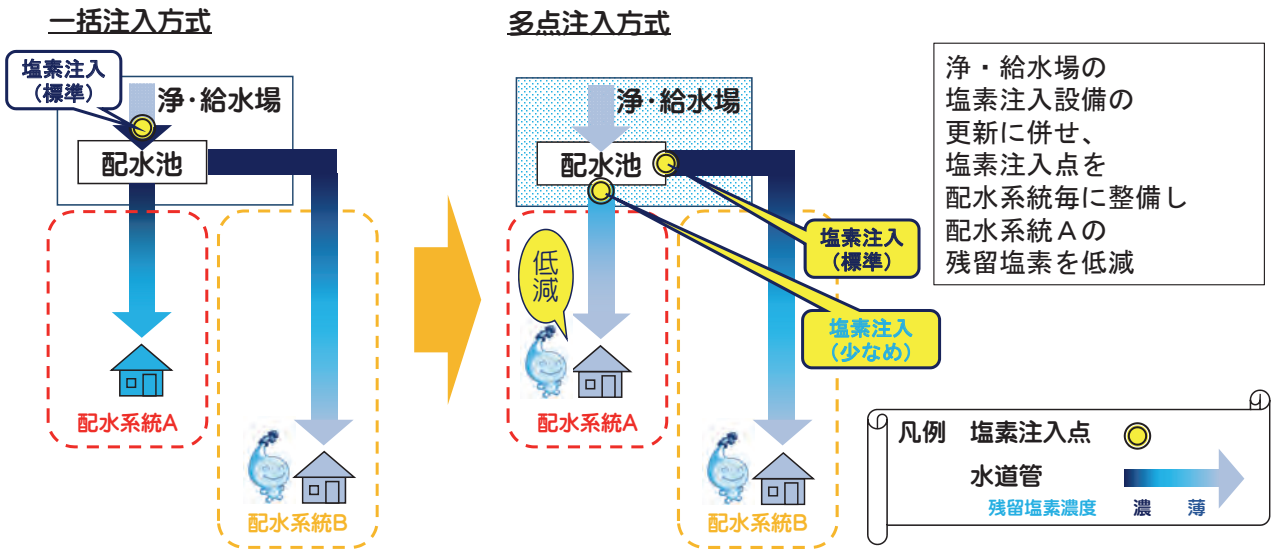 一括注入方式
塩素注入
（標準）
浄・給水場
配水池
配水系統A
配水系統B
多点注入方式
浄・給水場
配水池
塩素注入
（標準）
塩素注入
（少なめ）
低減
配水系統A
配水系統B
浄・給水場の
塩素注入設備の
更新に併せ、
塩素注入点を
配水系統毎に整備し
配水系統Ａの
残留塩素を低減
凡例 塩素注入点
水道管
残留塩素濃度 濃 薄